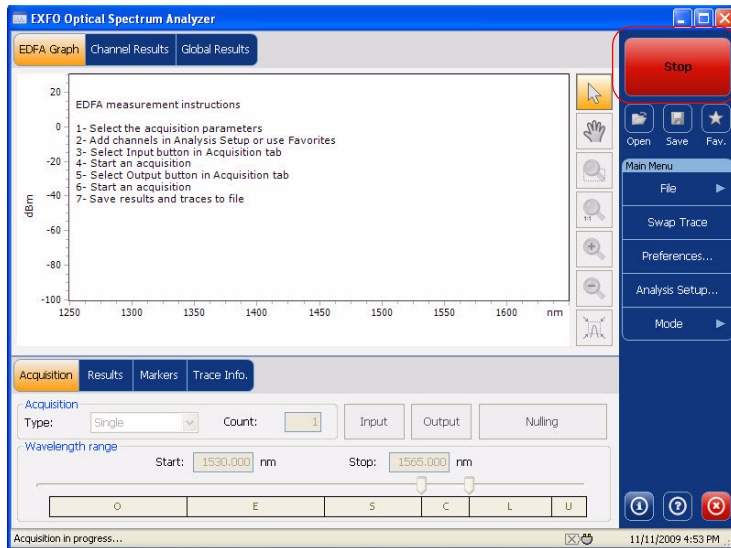 EXFO Optical Spectrum Analyzer
EDFA Graph Channel Results Global Results
Stop
EDFA measurement instructions
1- Select the acquisition parameters
2- Add channels in Analysis Setup or use Favorites
3- Select Input button in Acquisition tab
4- Start an acquisition
5- Select Output button in Acquisition tab
6- Start an acquisition
7- Save results and traces to file
dBm
20
0
-20
-40
-60
-80
-100
1250 1300 1350 1400 1450 1500 1550 1600 nm
1:1
Open Save Fav.
Main Menu
File
Swap Trace
Preferences...
Analysis Setup...
Mode
Acquisition Results Markers Trace Info.
Acquisition
Type: Single Count: 1 Input Output Nulling
Wavelength range
Start: 1530.000 nm Stop: 1565.000 nm
O E S C L U
Acquisition in progress...
11/11/2009 4:53 PM